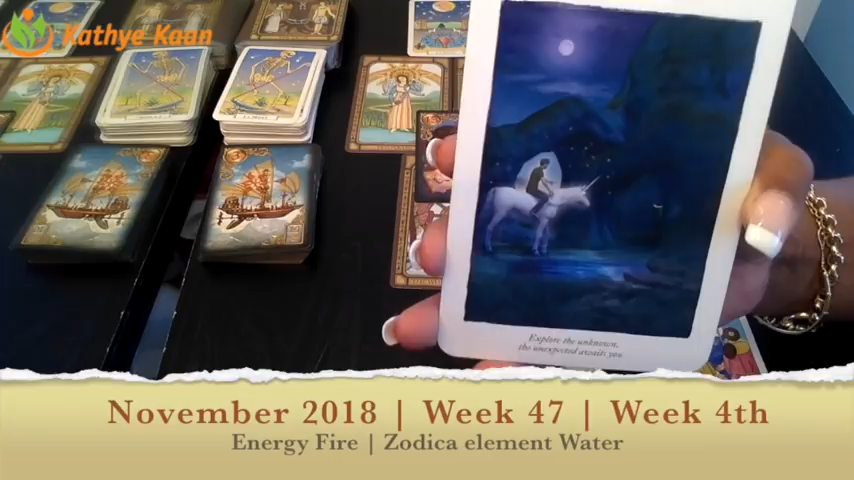 Kathye Kaan
Explore the unknown,
the unexpected awaits you
November 2018 | Week 47 | Week 4th
Energy Fire | Zodica element Water